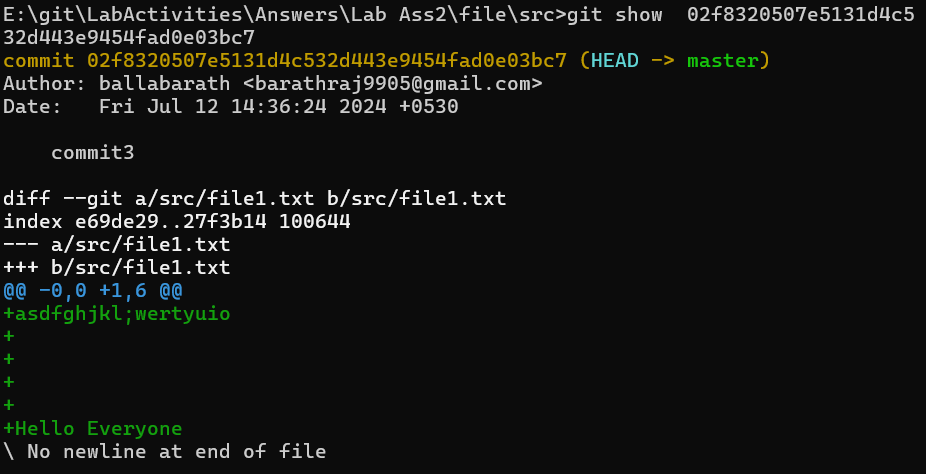 E:\git\LabActivities\Answers\Lab Ass2\file\src>git show  02f8320507e5131d4c5
32d443e9454fad0e03bc7
commit 02f8320507e5131d4c532d443e9454fad0e03bc7 (HEAD -> master)
Author: ballabarath <barathraj9905@gmail.com>
Date:   Fri Jul 12 14:36:24 2024 +0530

    commit3

diff --git a/src/file1.txt b/src/file1.txt
index e69de29..27f3b14 100644
--- a/src/file1.txt
+++ b/src/file1.txt
@@ -0,0 +1,6 @@
+asdfghjkl;wertyuio
+
+
+
+
+Hello Everyone
\ No newline at end of file